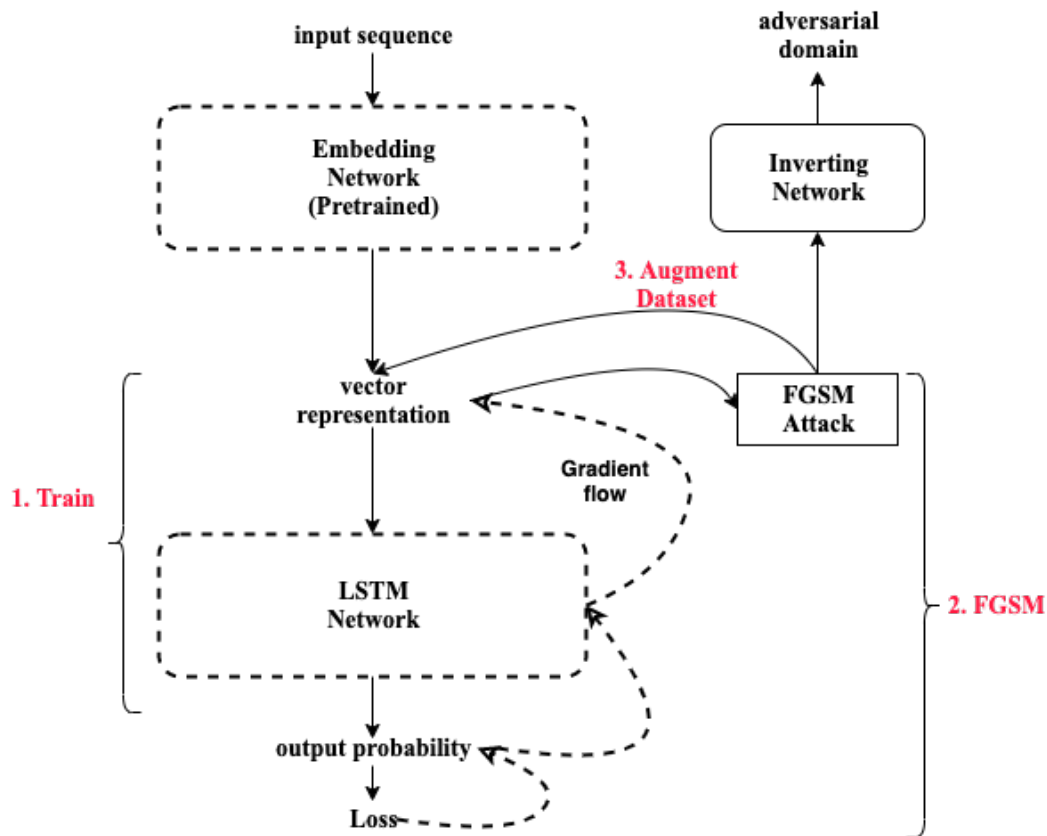 input sequence
adversarial
domain
Embedding
Network
(Pretrained)
Inverting
Network
3. Augment
Dataset
vector
representation
FGSM
Attack
Gradient
flow
1. Train
LSTM
Network
2. FGSM
output probability
Loss